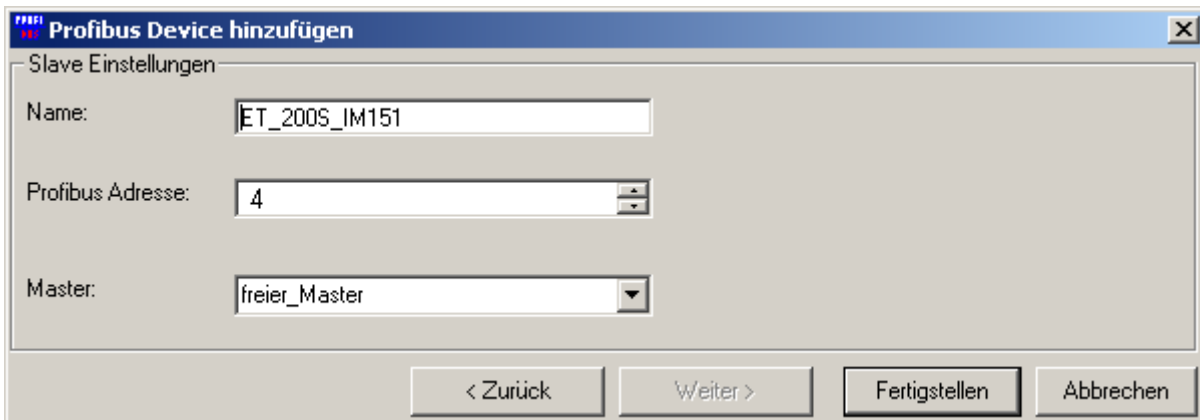 Profibus Device hinzufügen
Slave Einstellungen
Name:
ET_200S_IM151
Profibus Adresse:
4
Master:
freier_Master
< Zurück
Weiter >
Fertigstellen
Abbrechen